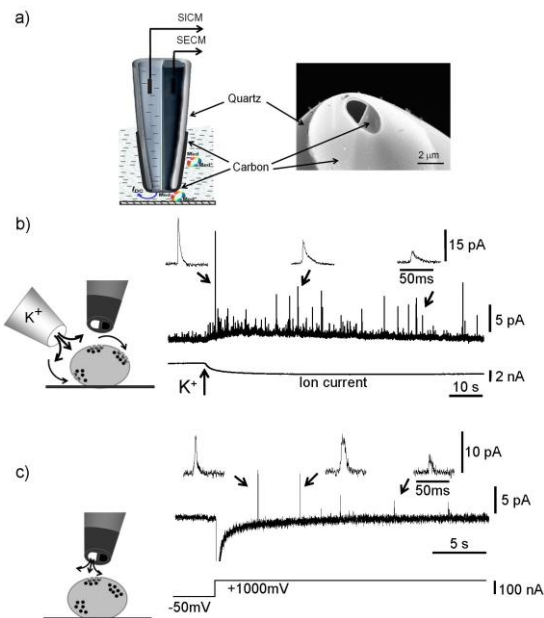 a)
SICM
SECM
Quartz
Carbon
2 μm
b)
15 pA
50ms
5 pA
K+
K+
Ion current
2 nA
10 s
c)
10 pA
50ms
5 pA
5 s
-50mV
+1000mV
100 nA